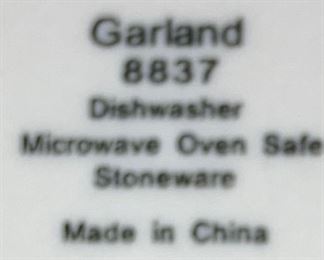 Garland
8837
Dishwasher
Microwave Oven Safe
Stoneware
Made in China